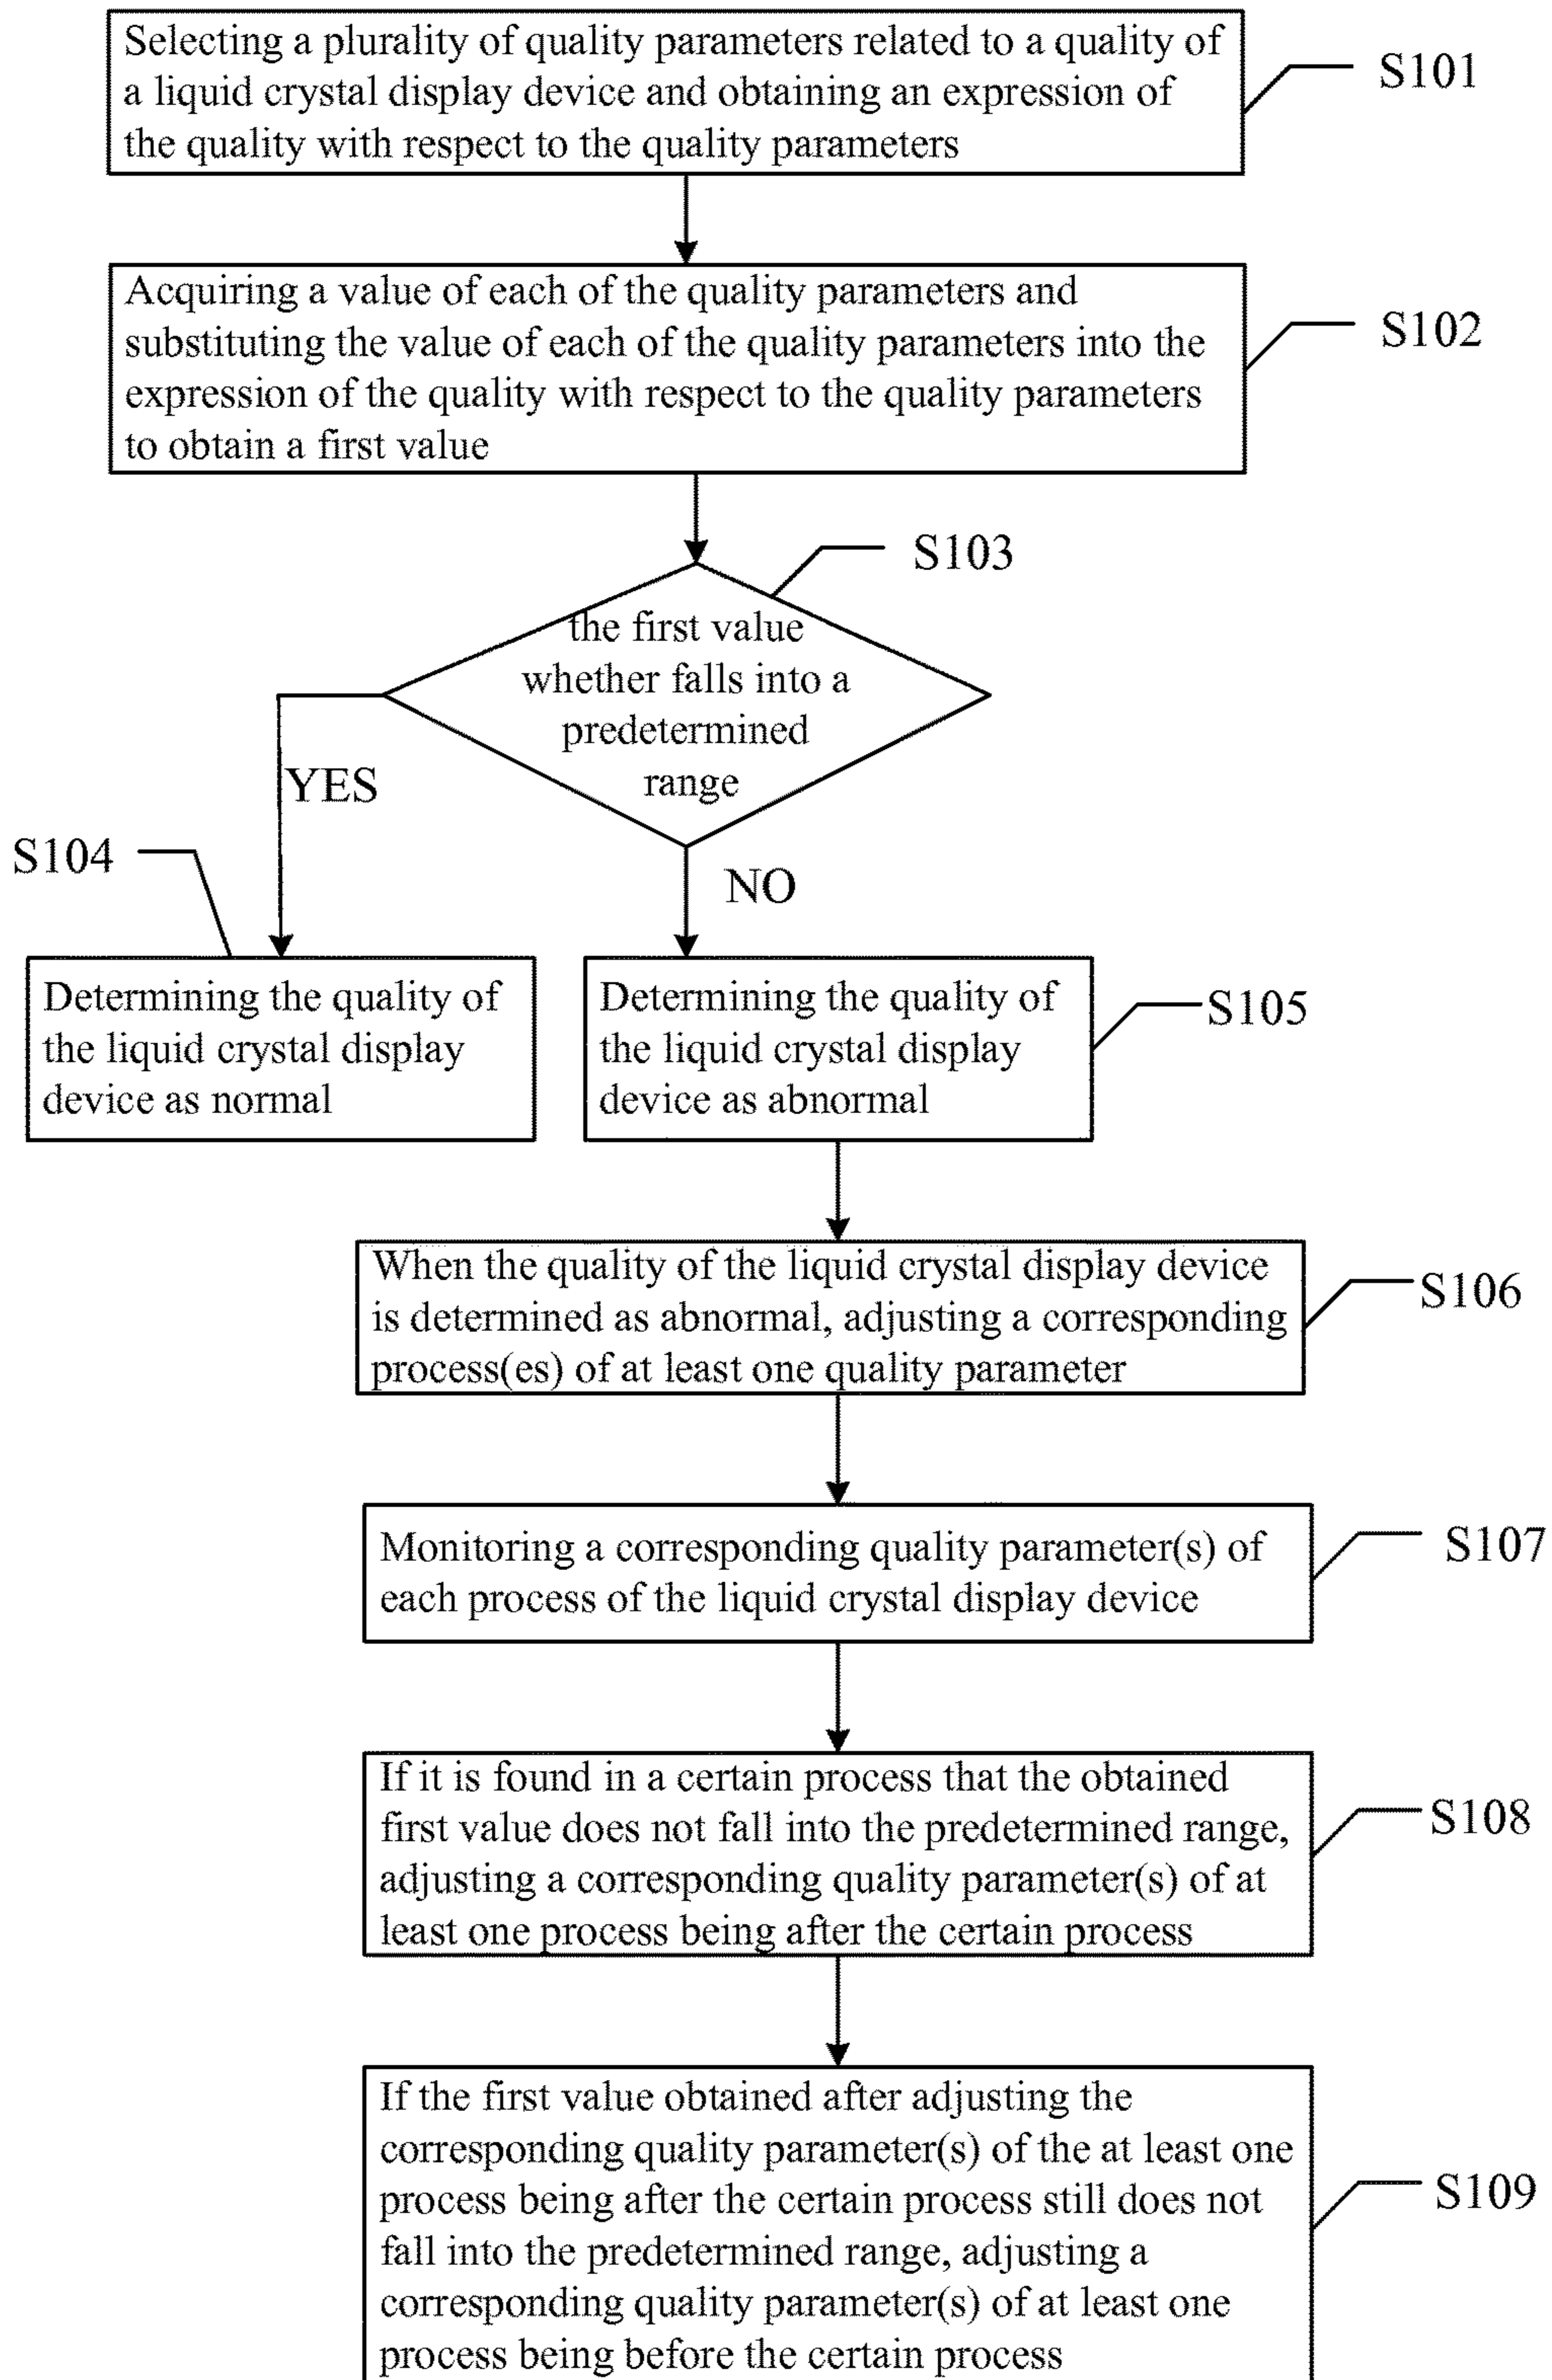 Selecting a plurality of quality parameters related to a quality of
a liquid crystal display device and obtaining an expression of
the quality with respect to the quality parameters
S101
Acquiring a value of each of the quality parameters and
substituting the value of each of the quality parameters into the
expression of the quality with respect to the quality parameters
to obtain a first value
S102
S103
the first value
whether falls into a
predetermined
range
YES
NO
S104
Determining the quality of
the liquid crystal display
device as normal
Determining the quality of
the liquid crystal display
device as abnormal
S105
When the quality of the liquid crystal display device
is determined as abnormal, adjusting a corresponding
process(es) of at least one quality parameter
S106
Monitoring a corresponding quality parameter(s) of
each process of the liquid crystal display device
S107
If it is found in a certain process that the obtained
first value does not fall into the predetermined range,
adjusting a corresponding quality parameter(s) of at
least one process being after the certain process
S108
If the first value obtained after adjusting the
corresponding quality parameter(s) of the at least one
process being after the certain process still does not
fall into the predetermined range, adjusting a
corresponding quality parameter(s) of at least one
process being before the certain process
S109